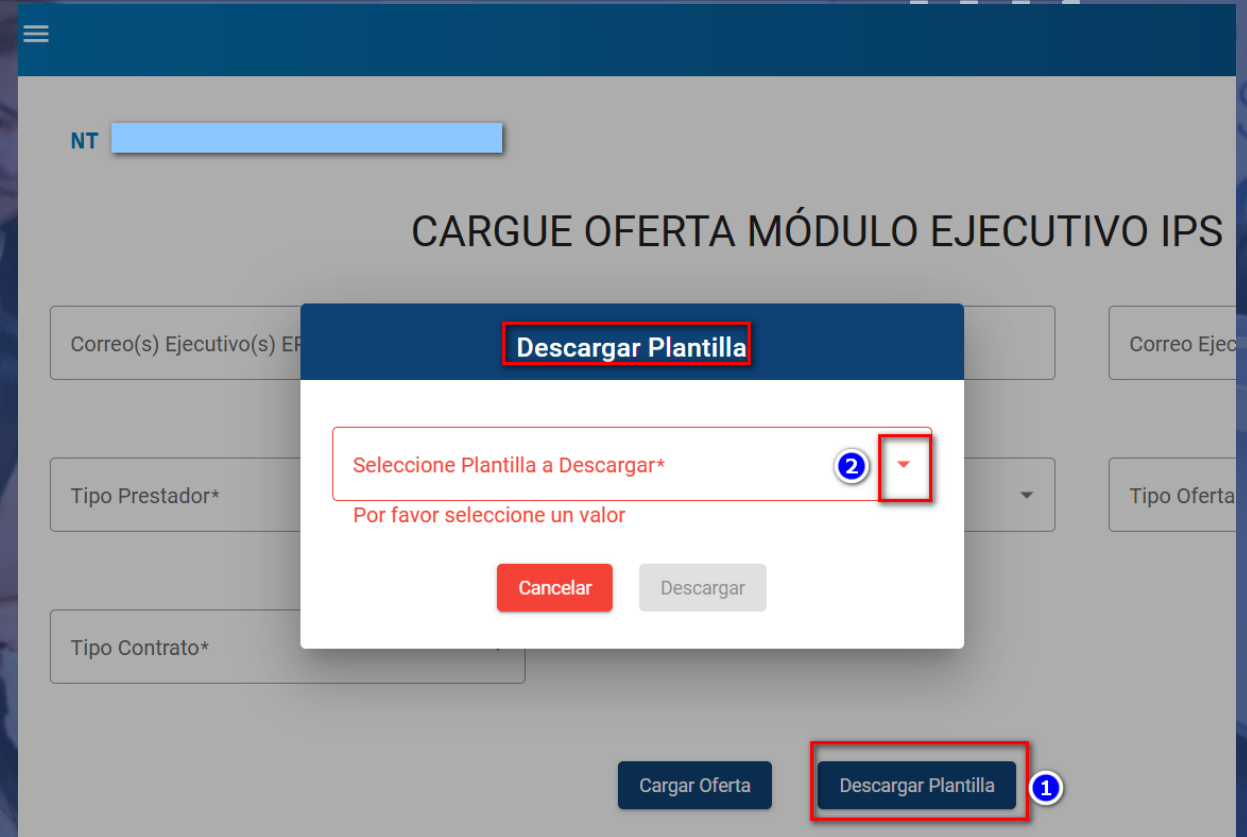 NT
CARGUE OFERTA MÓDULO EJECUTIVO IPS
Correo(s) Ejecutivo(s) EP
Correo Ejec
Descargar Plantilla
Seleccione Plantilla a Descargar*
2
Por favor seleccione un valor
Tipo Prestador*
Tipo Oferta
Cancelar
Descargar
Tipo Contrato*
Cargar Oferta
Descargar Plantilla
1